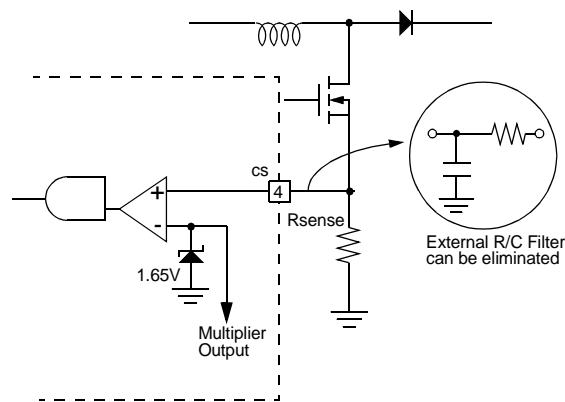 cs
4
+
-
Rsense
1.65V
Multiplier
Output
External R/C Filter
can be eliminated